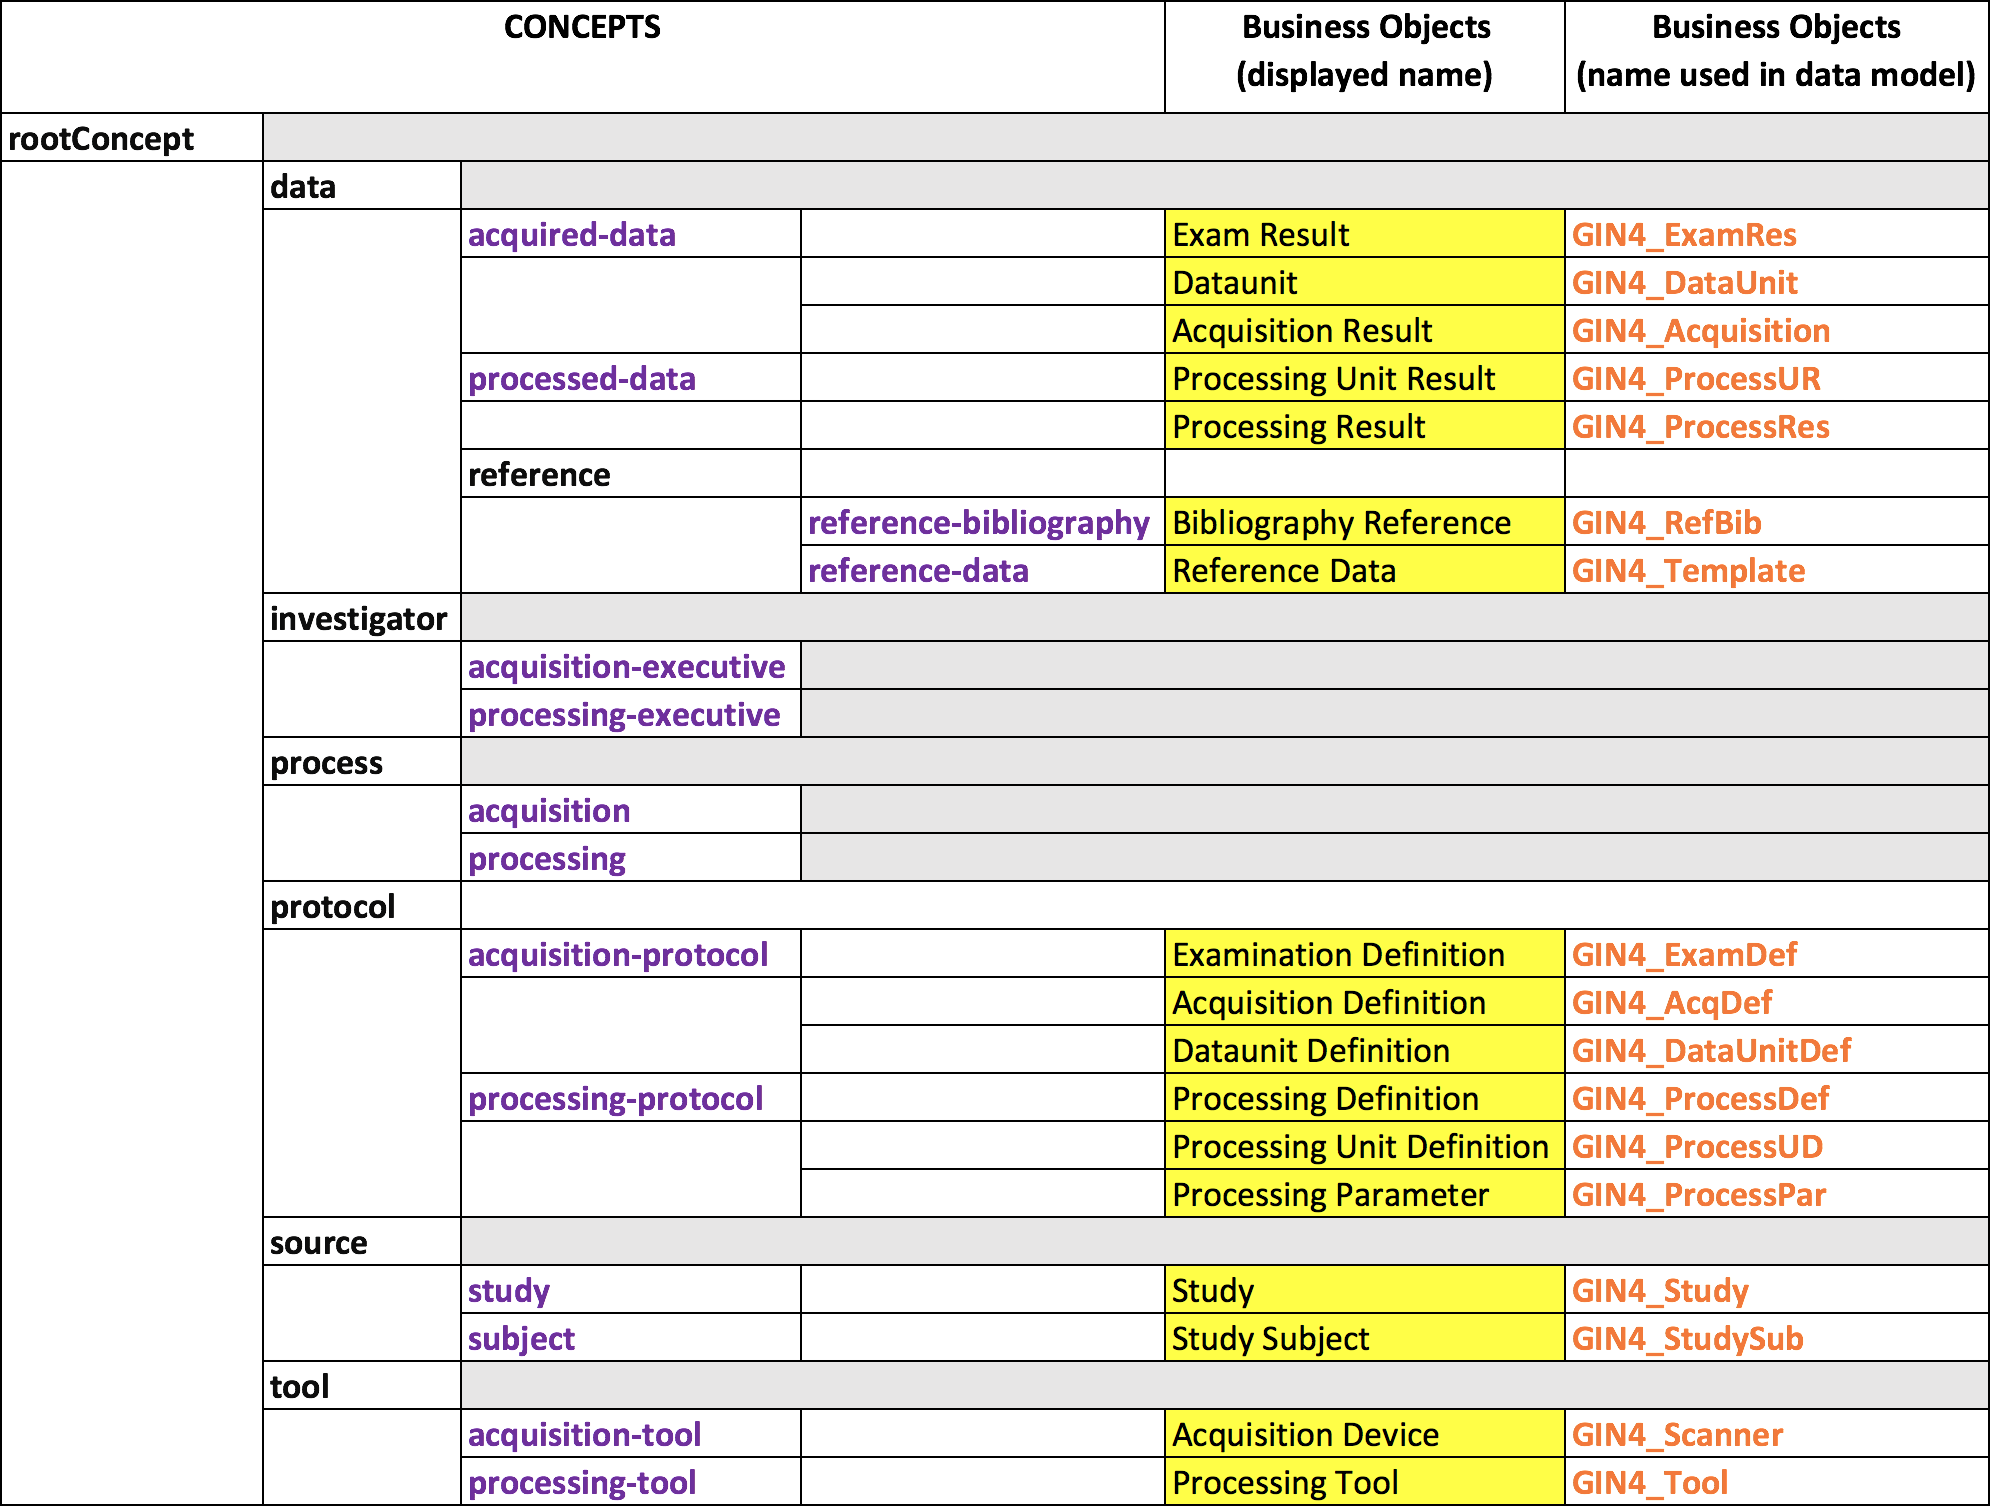 CONCEPTS Business Objects Business Objects
(displayed name) (name used in data model)
rootConcept
data
acquired-data Exam Result GIN4_ExamRes
Dataunit GIN4_DataUnit
Acquisition Result GIN4_Acquisition
processed-data Processing Unit Result GIN4_ProcessUR
Processing Result GIN4_ProcessRes
reference
reference-bibliography Bibliography Reference GIN4_RefBib
reference-data Reference Data GIN4_Template
investigator
acquisition-executive
processing-executive
process
acquisition
processing
protocol
acquisition-protocol Examination Definition GIN4_ExamDef
Acquisition Definition GIN4_AcqDef
Dataunit Definition GIN4_DataUnitDef
processing-protocol Processing Definition GIN4_ProcessDef
Processing Unit Definition GIN4_ProcessUD
Processing Parameter GIN4_ProcessPar
source
study Study GIN4_Study
subject Study Subject GIN4_StudySub
tool
acquisition-tool Acquisition Device GIN4_Scanner
processing-tool Processing Tool GIN4_Tool